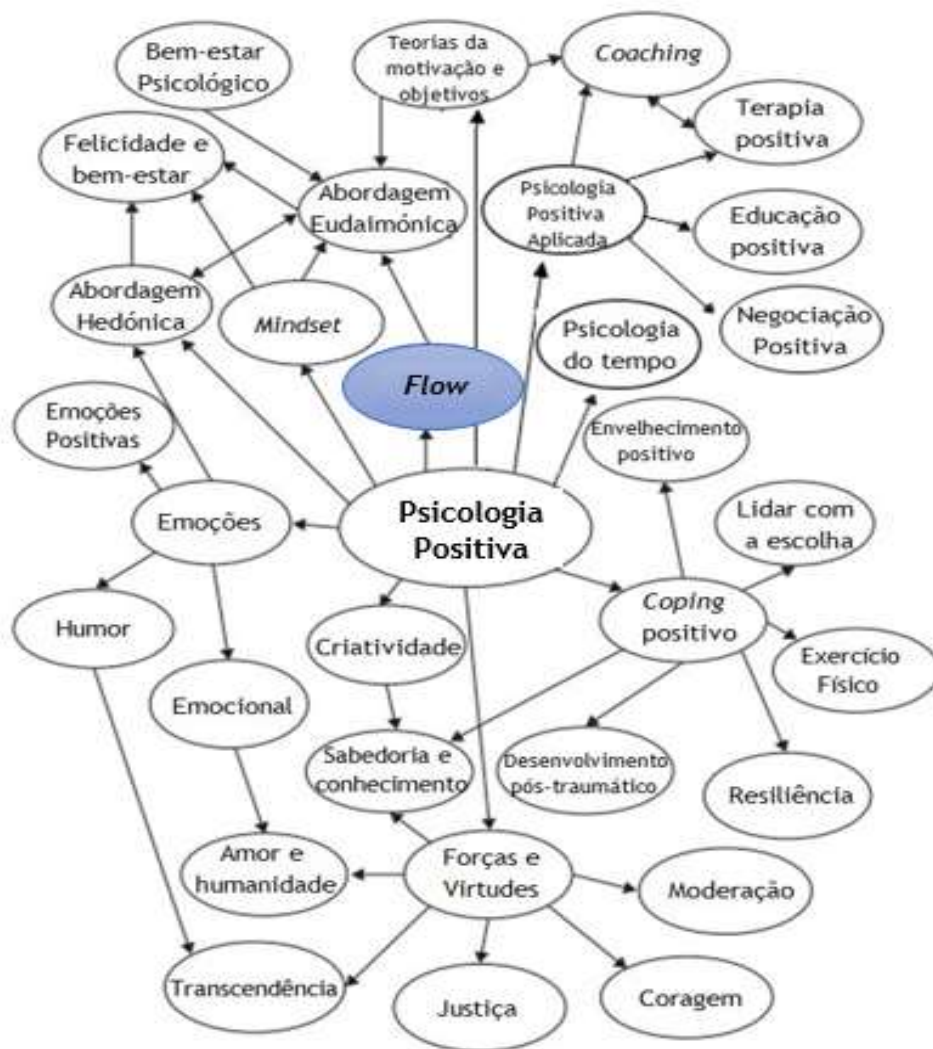 Bem-estar
Psicológico
Teorias da
motivação e
objetivos
Coaching
Terapia
positiva
Felicidade e
bem-estar
Abordagem
Eudaimónica
Psicologia
Positiva
Aplicada
Educação
positiva
Abordagem
Hedónica
Mindset
Psicologia
do tempo
Negociação
Positiva
Flow
Emoções
Positivas
Envelhecimento
positivo
Emoções
Psicologia
Positiva
Lidar com
a escolha
Humor
Criatividade
Coping
positivo
Exercício
Físico
Emocional
Sabedoria e
conhecimento
Desenvolvimento
pós-traumático
Resiliência
Amor e
humanidade
Forças e
Virtudes
Moderação
Transcendência
Justiça
Coragem